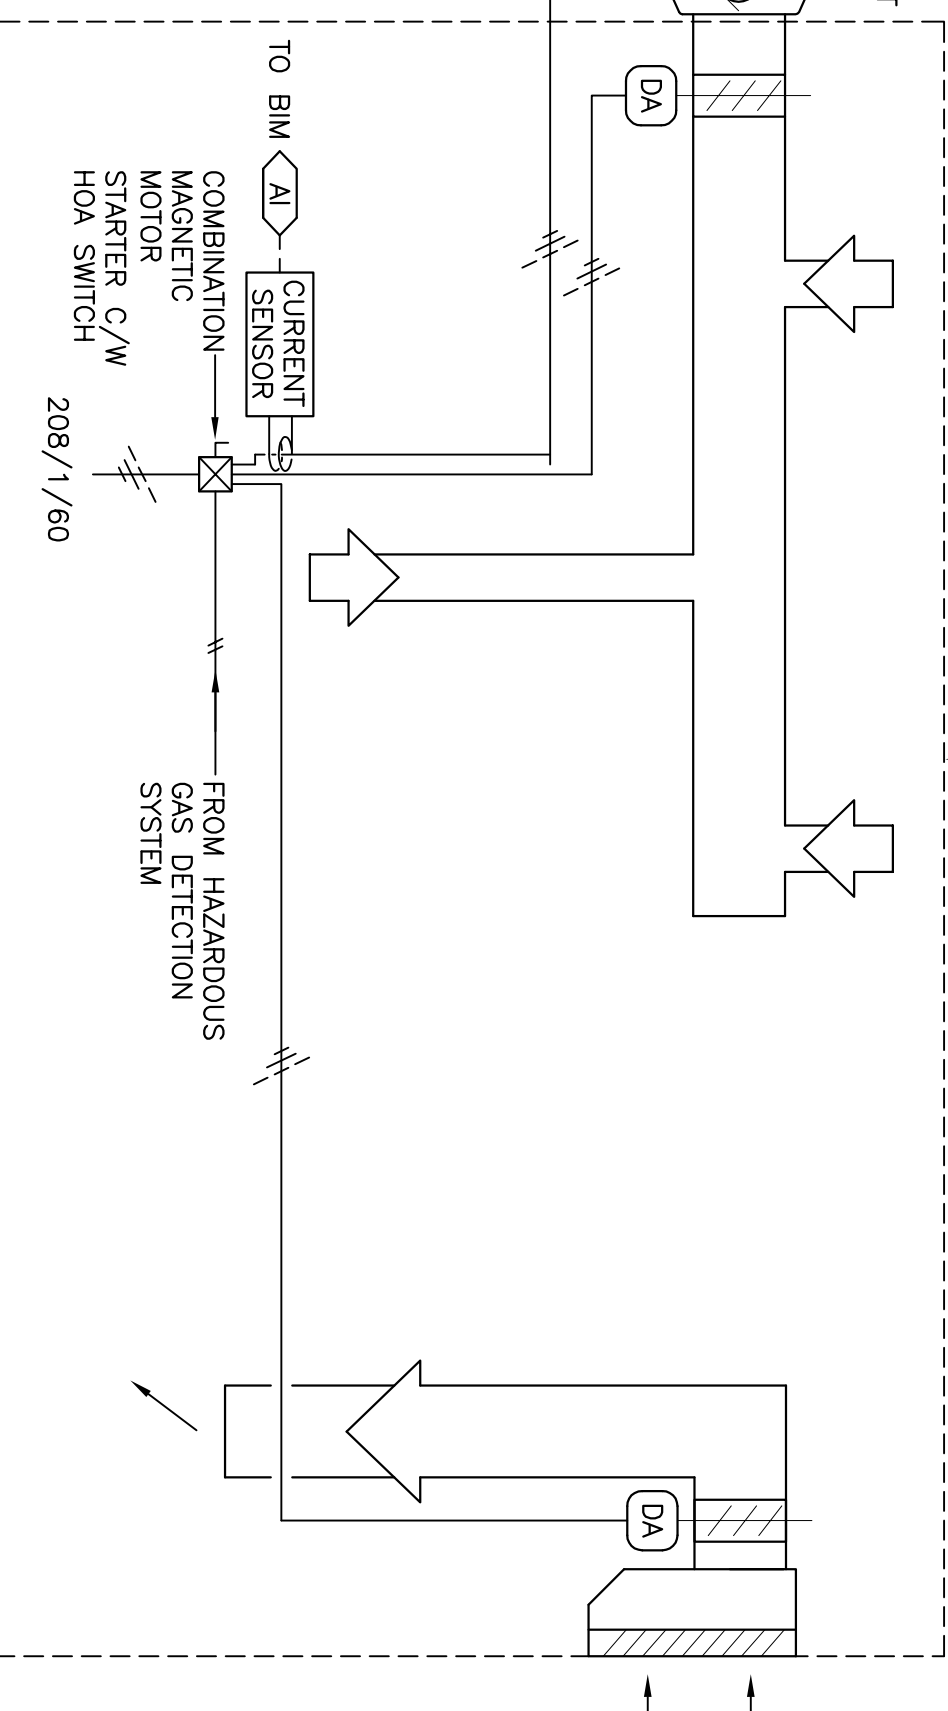 DA
TO BIM
AI
CURRENT
SENSOR
COMBINATION
MAGNETIC
MOTOR
STARTER C/W
HOA SWITCH
208/1/60
FROM HAZARDOUS
GAS DETECTION
SYSTEM
DA